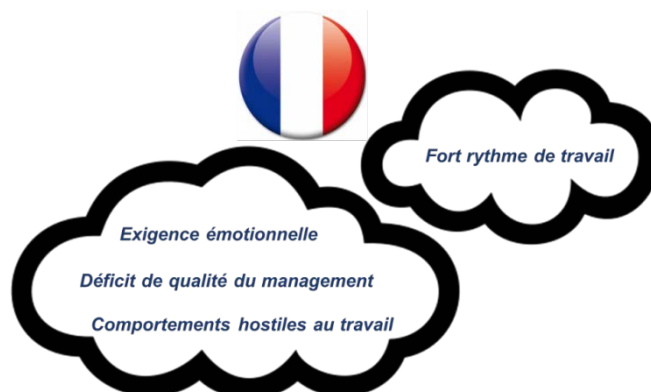 Fort rythme de travail
Exigence émotionnelle
Déficit de qualité du management
Comportements hostiles au travail